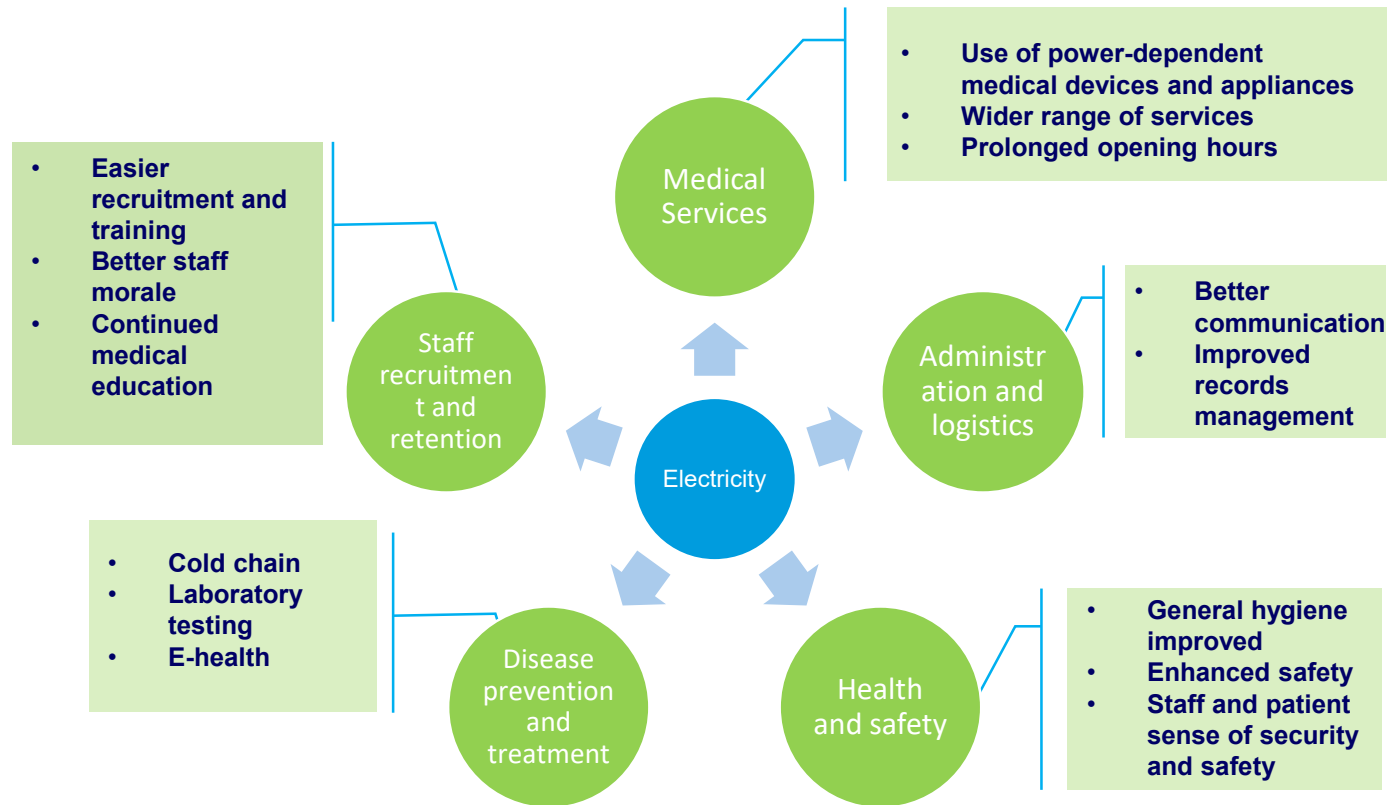 • Use of power-dependent
medical devices and appliances
• Wider range of services
• Prolonged opening hours
Medical
Services
• Easier
recruitment and
training
• Better staff
morale
• Continued
medical
education
Staff
recruitmen
t and
retention
• Better
communication
• Improved
records
management
Administr
ation and
logistics
Electricity
• Cold chain
• Laboratory
testing
• E-health
Disease
prevention
and
treatment
Health
and safety
• General hygiene
improved
• Enhanced safety
• Staff and patient
sense of security
and safety